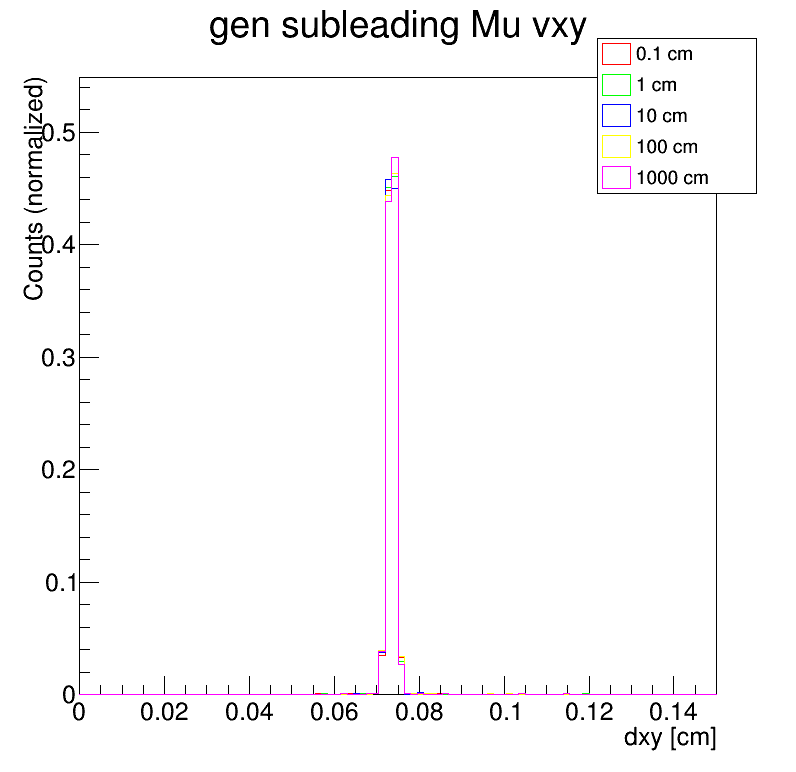 gen subleading Mu vxy
0.1 cm
1 cm
10 cm
100 cm
1000 cm
Counts (normalized)
0.5
0.4
0.3
0.2
0.1
0
0 0.02 0.04 0.06 0.08 0.1 0.12 0.14
dxy [cm]